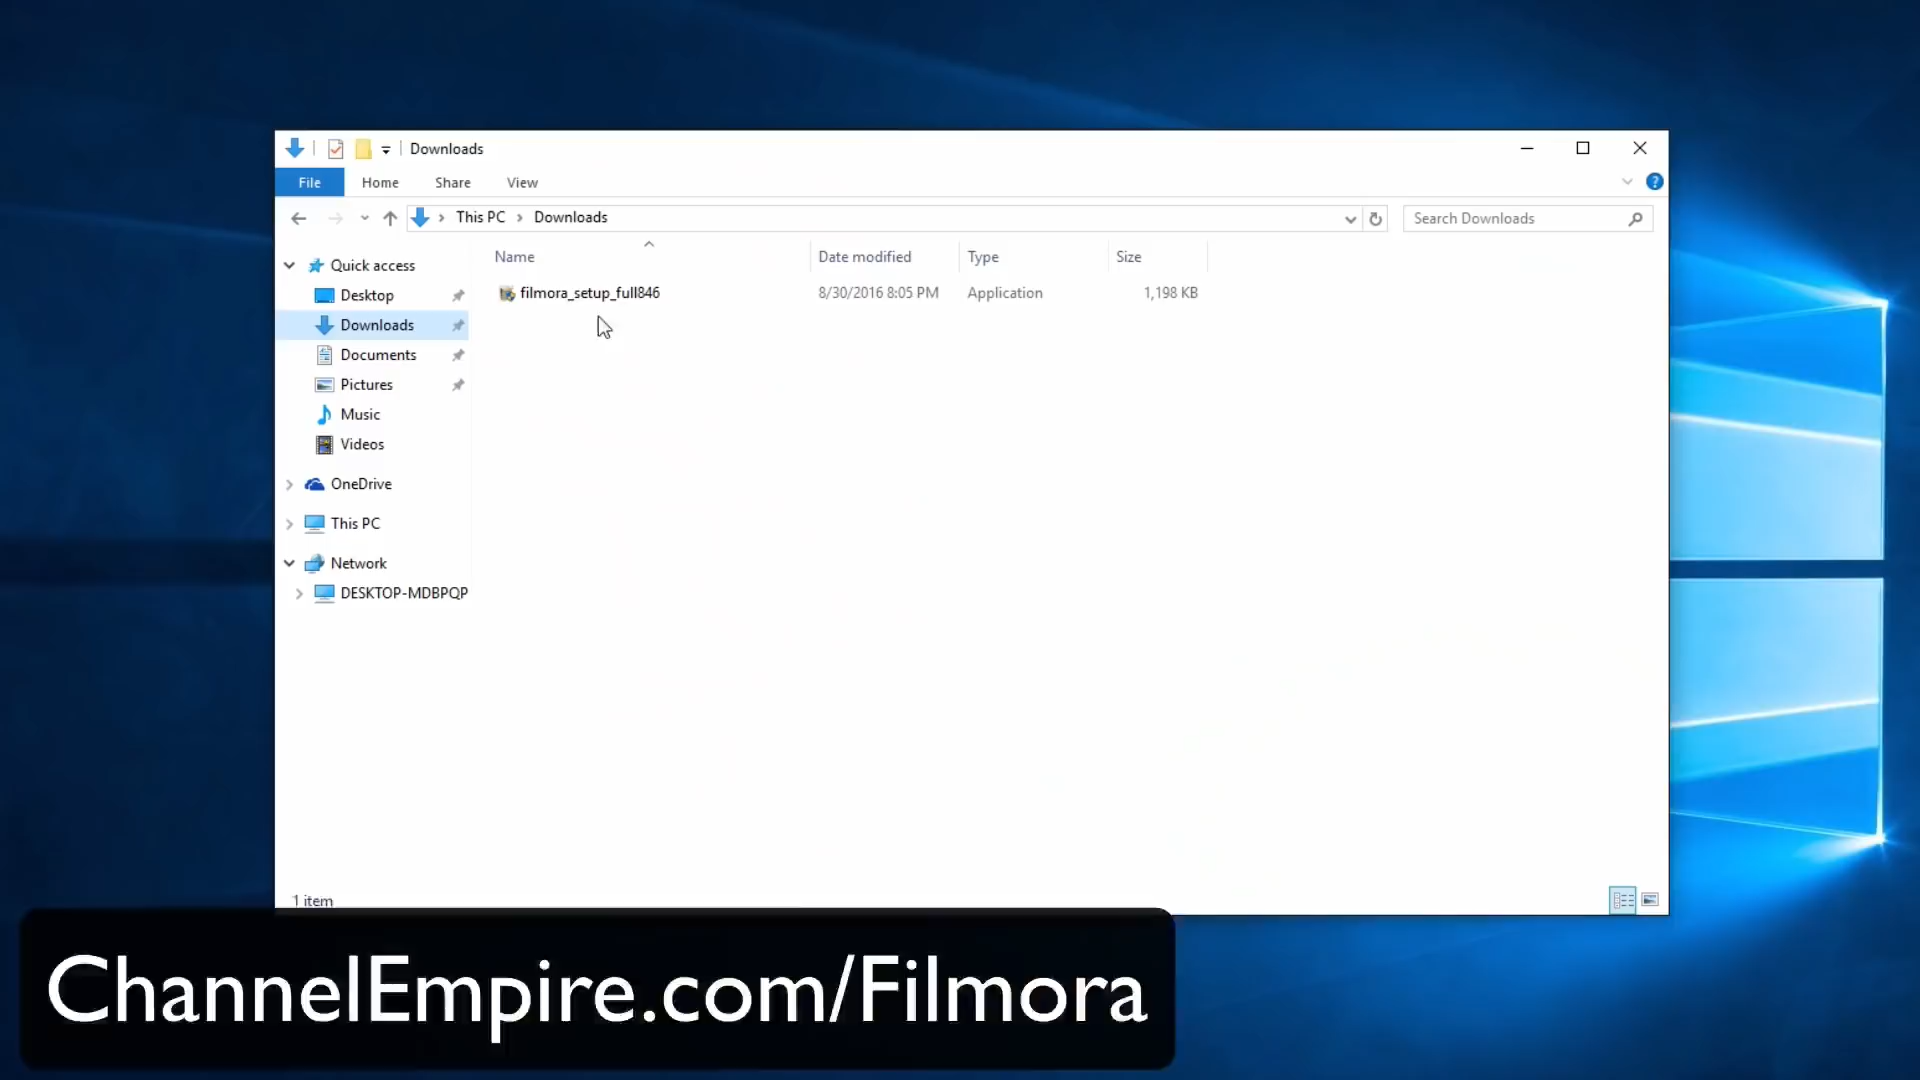 Downloads
File Home Share View
This PC Downloads
Search Downloads
Name Date modified Type Size
filmora_setup_full846 8/30/2016 8:05 PM Application 1,198 KB
Quick access
Desktop
Downloads
Documents
Pictures
Music
Videos
OneDrive
This PC
Network
DESKTOP-MDBPQP
1 item
ChannelEmpire.com/Filmora